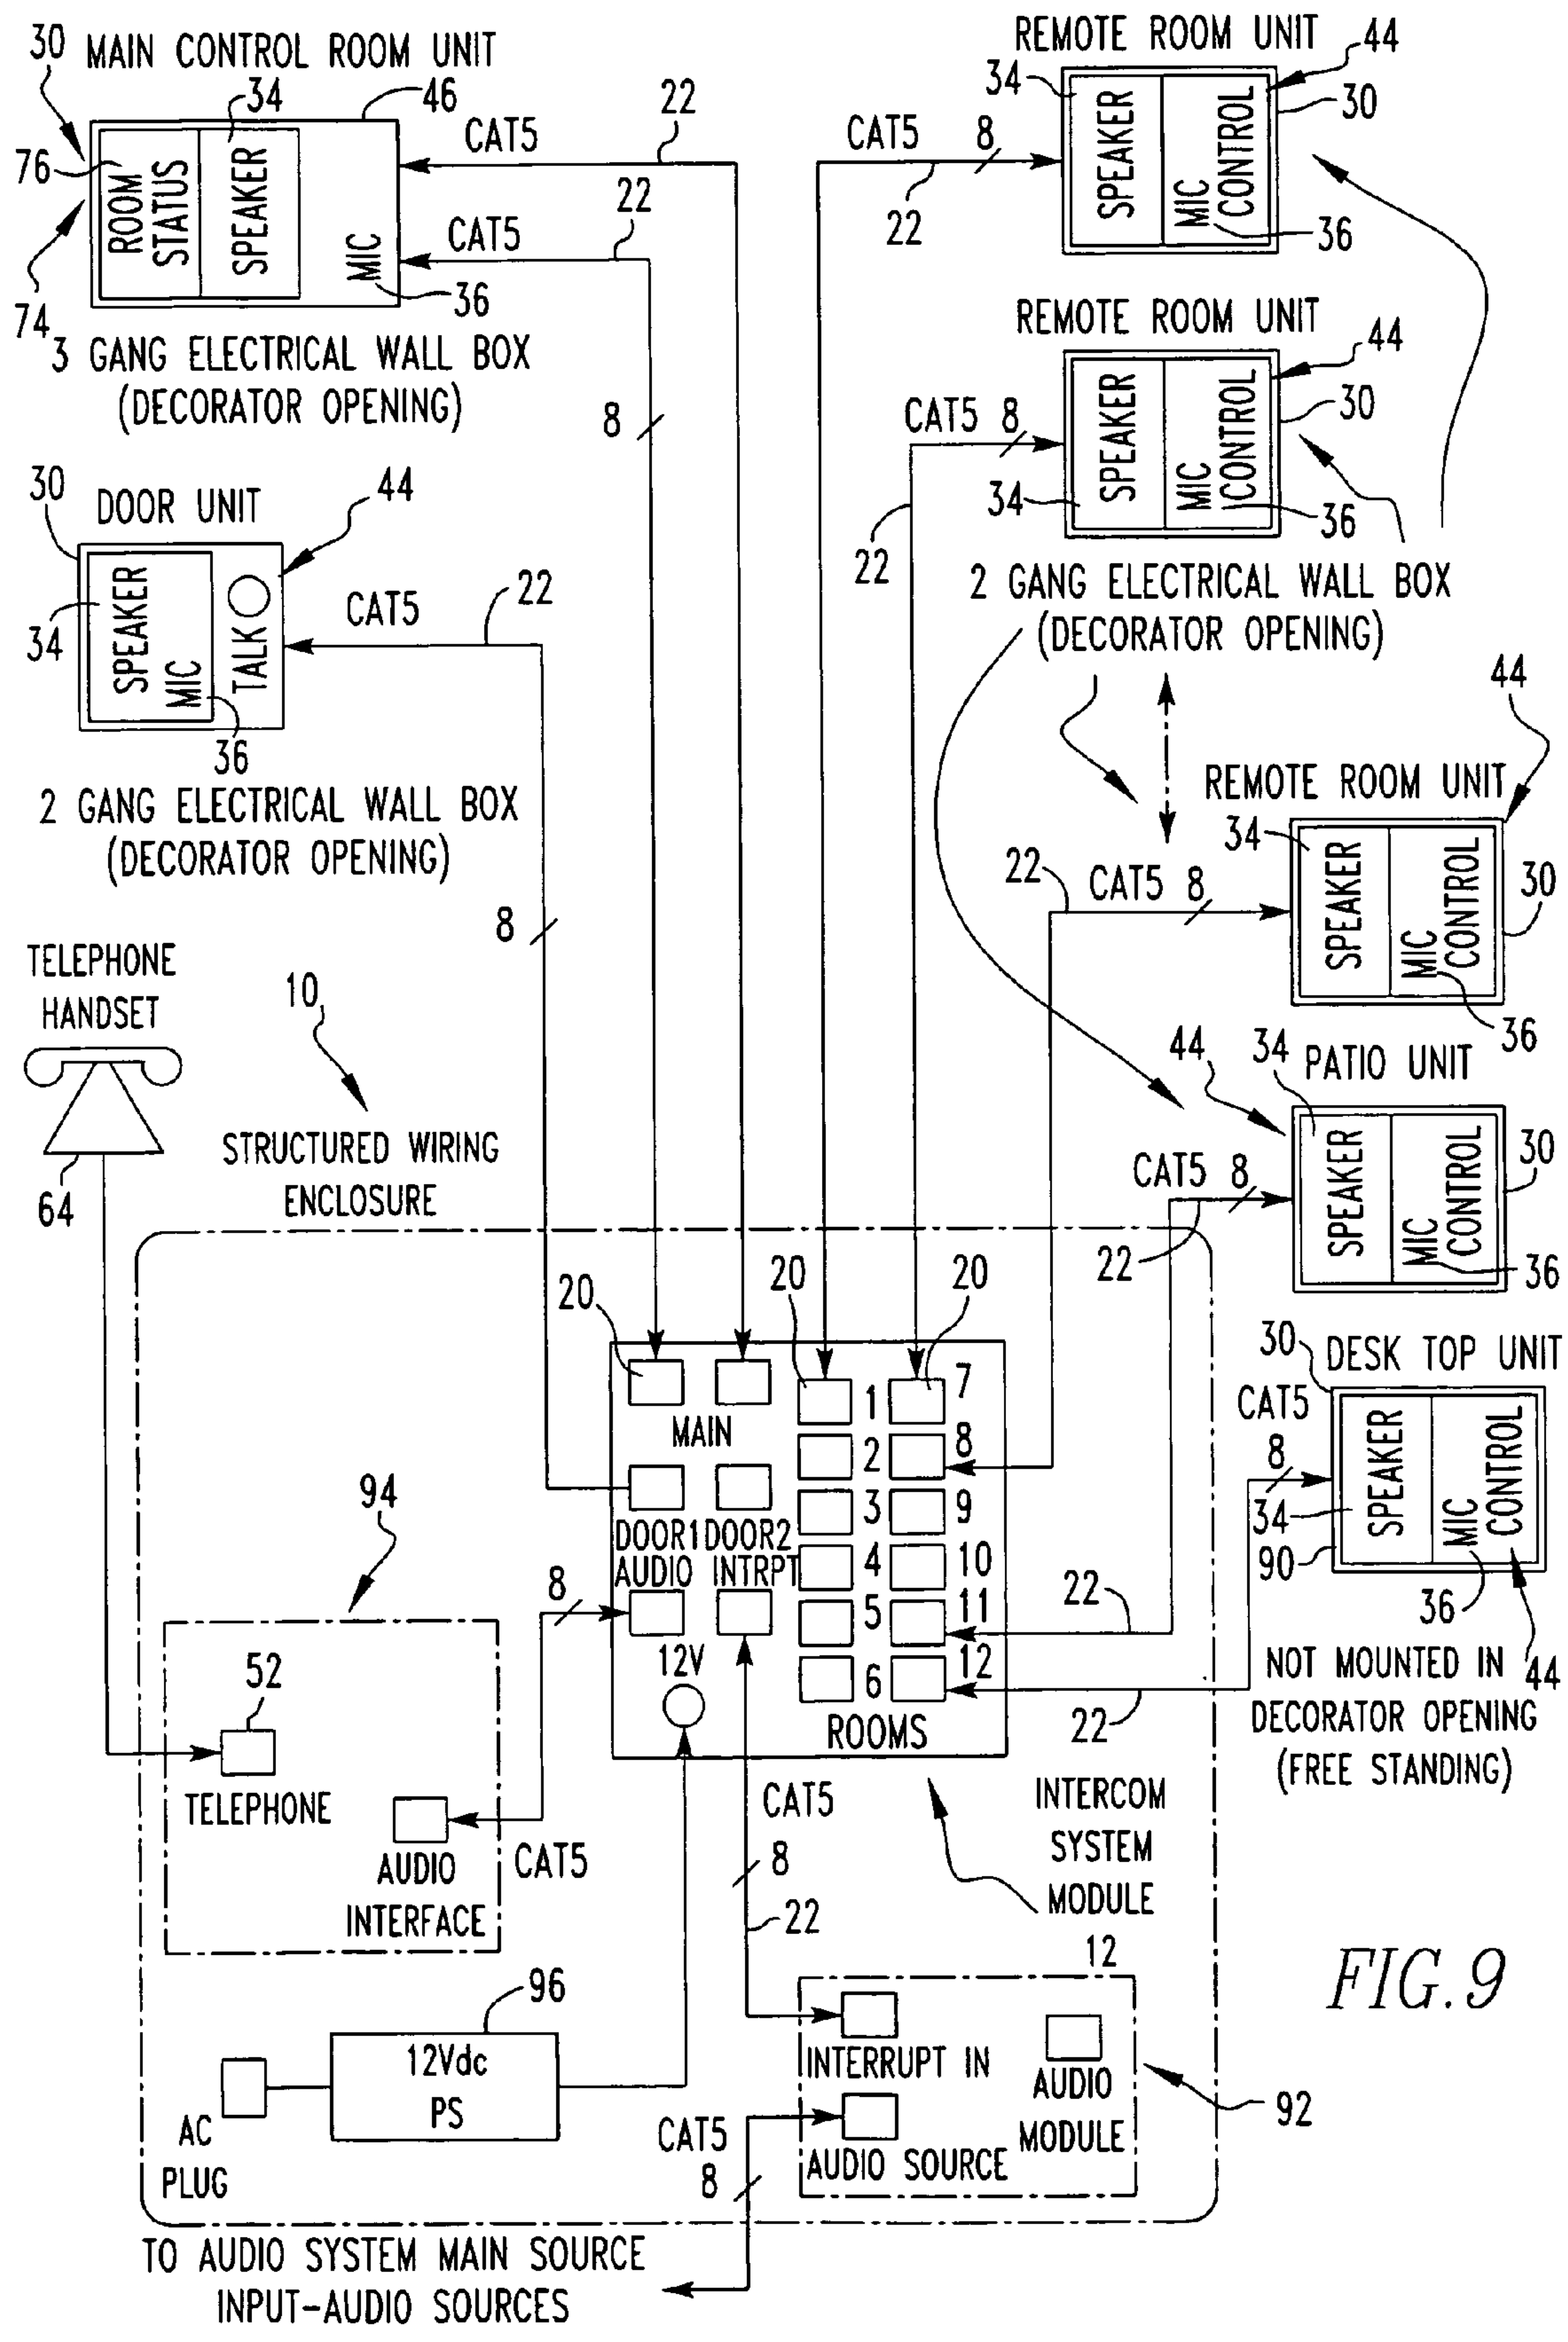 30 MAIN CONTROL ROOM UNIT
34
46
76
ROOM
STATUS
SPEAKER
MIC
36
74
CAT5
22
CAT5
22
3 GANG ELECTRICAL WALL BOX
(DECORATOR OPENING)
8
30
DOOR UNIT
44
34
SPEAKER
MIC
TALK
36
CAT5
22
2 GANG ELECTRICAL WALL BOX
(DECORATOR OPENING)
8
REMOTE ROOM UNIT
44
34
30
SPEAKER
MIC
CONTROL
36
CAT5
8
22
REMOTE ROOM UNIT
44
30
SPEAKER
MIC
CONTROL
34
36
CAT5
8
22
2 GANG ELECTRICAL WALL BOX
(DECORATOR OPENING)
44
REMOTE ROOM UNIT
34
30
SPEAKER
MIC
CONTROL
36
22
CAT5
8
44
34
PATIO UNIT
30
SPEAKER
MIC
CONTROL
36
CAT5
8
22
30
DESK TOP UNIT
CAT5
8
SPEAKER
MIC
CONTROL
34
90
36
44
NOT MOUNTED IN
DECORATOR OPENING
(FREE STANDING)
TELEPHONE
HANDSET
64
10
STRUCTURED WIRING
ENCLOSURE
20
20
20
MAIN
DOOR1
DOOR2
AUDIO
INTRPT
12V
1
7
2
8
3
9
4
10
5
11
6
12
ROOMS
22
22
94
8
52
TELEPHONE
AUDIO
INTERFACE
CAT5
CAT5
8
22
INTERCOM
SYSTEM
MODULE
12
96
12Vdc
PS
AC
PLUG
INTERRUPT IN
AUDIO
MODULE
AUDIO SOURCE
92
CAT5
8
TO AUDIO SYSTEM MAIN SOURCE
INPUT-AUDIO SOURCES
FIG.9